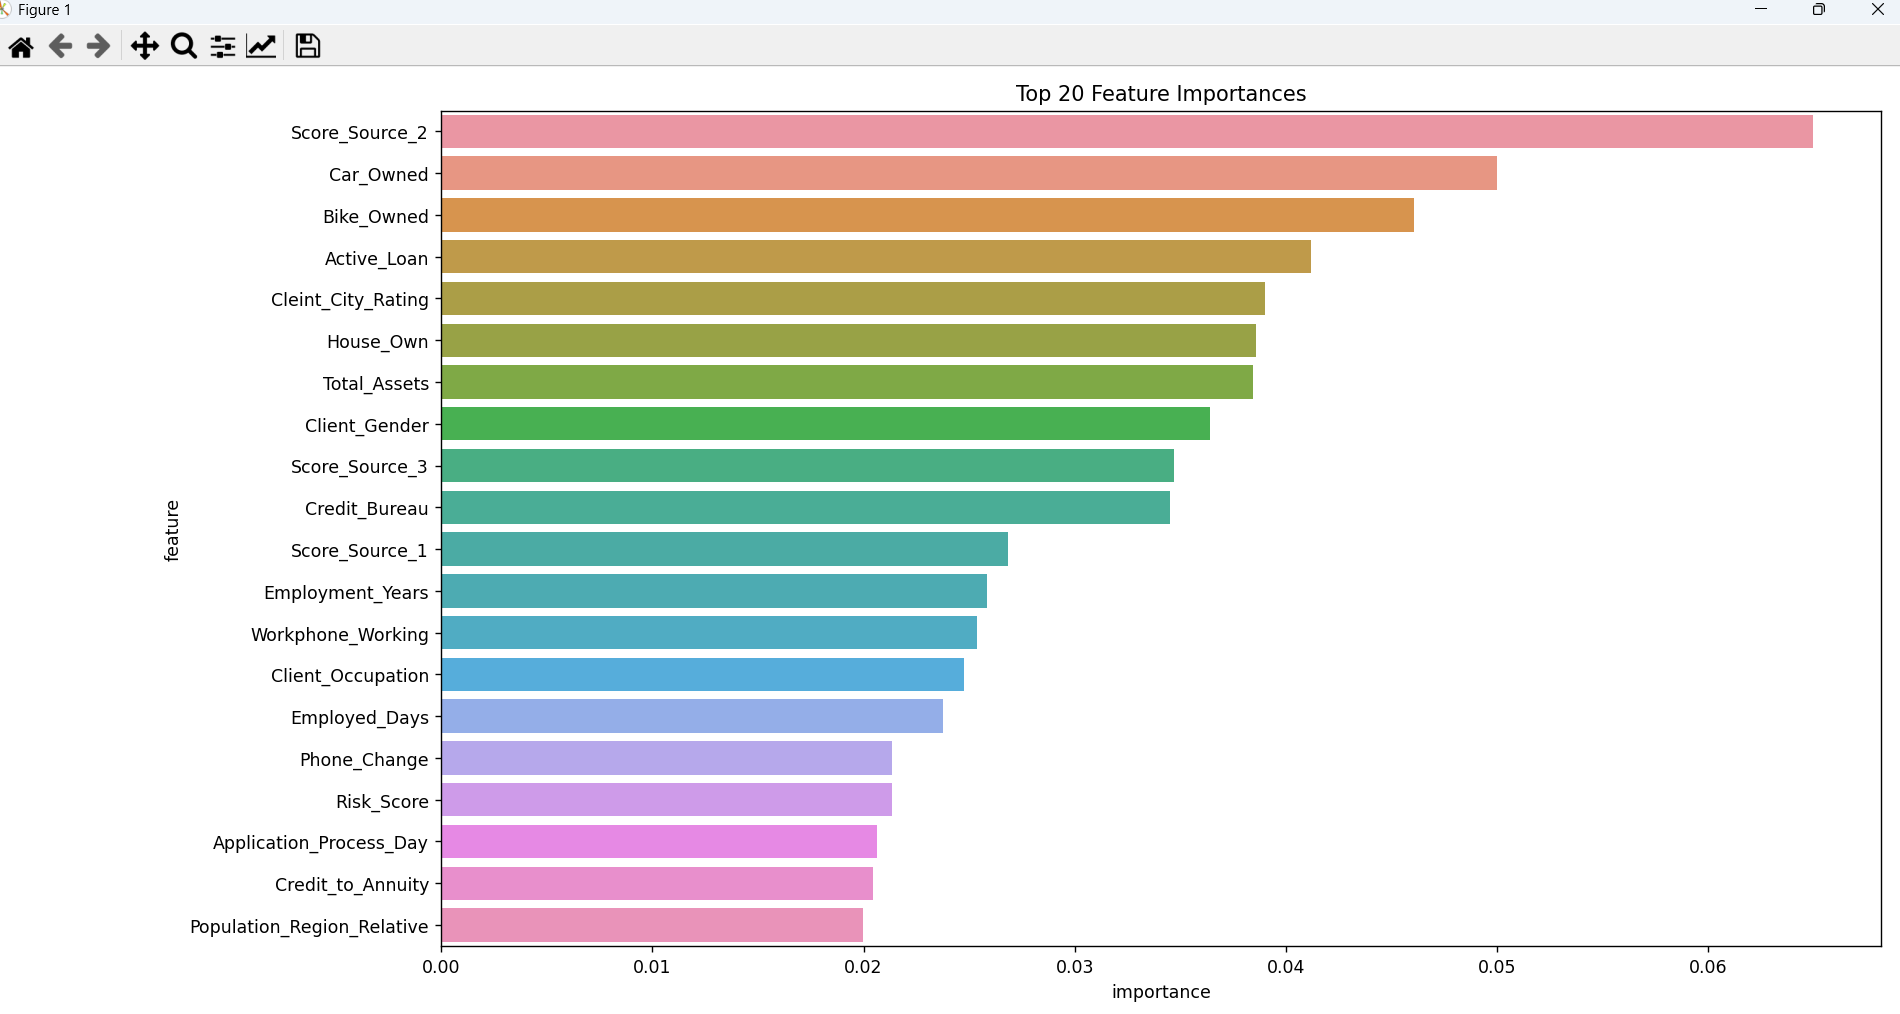 Figure 1
Top 20 Feature Importances
Score_Source_2
Car_Owned
Bike_Owned
Active_Loan
Cleint_City_Rating
House_Own
Total_Assets
Client_Gender
Score_Source_3
Credit_Bureau
Score_Source_1
Employment_Years
Workphone_Working
Client_Occupation
Employed_Days
Phone_Change
Risk_Score
Application_Process_Day
Credit_to_Annuity
Population_Region_Relative
feature
0.00 0.01 0.02 0.03 0.04 0.05 0.06
importance